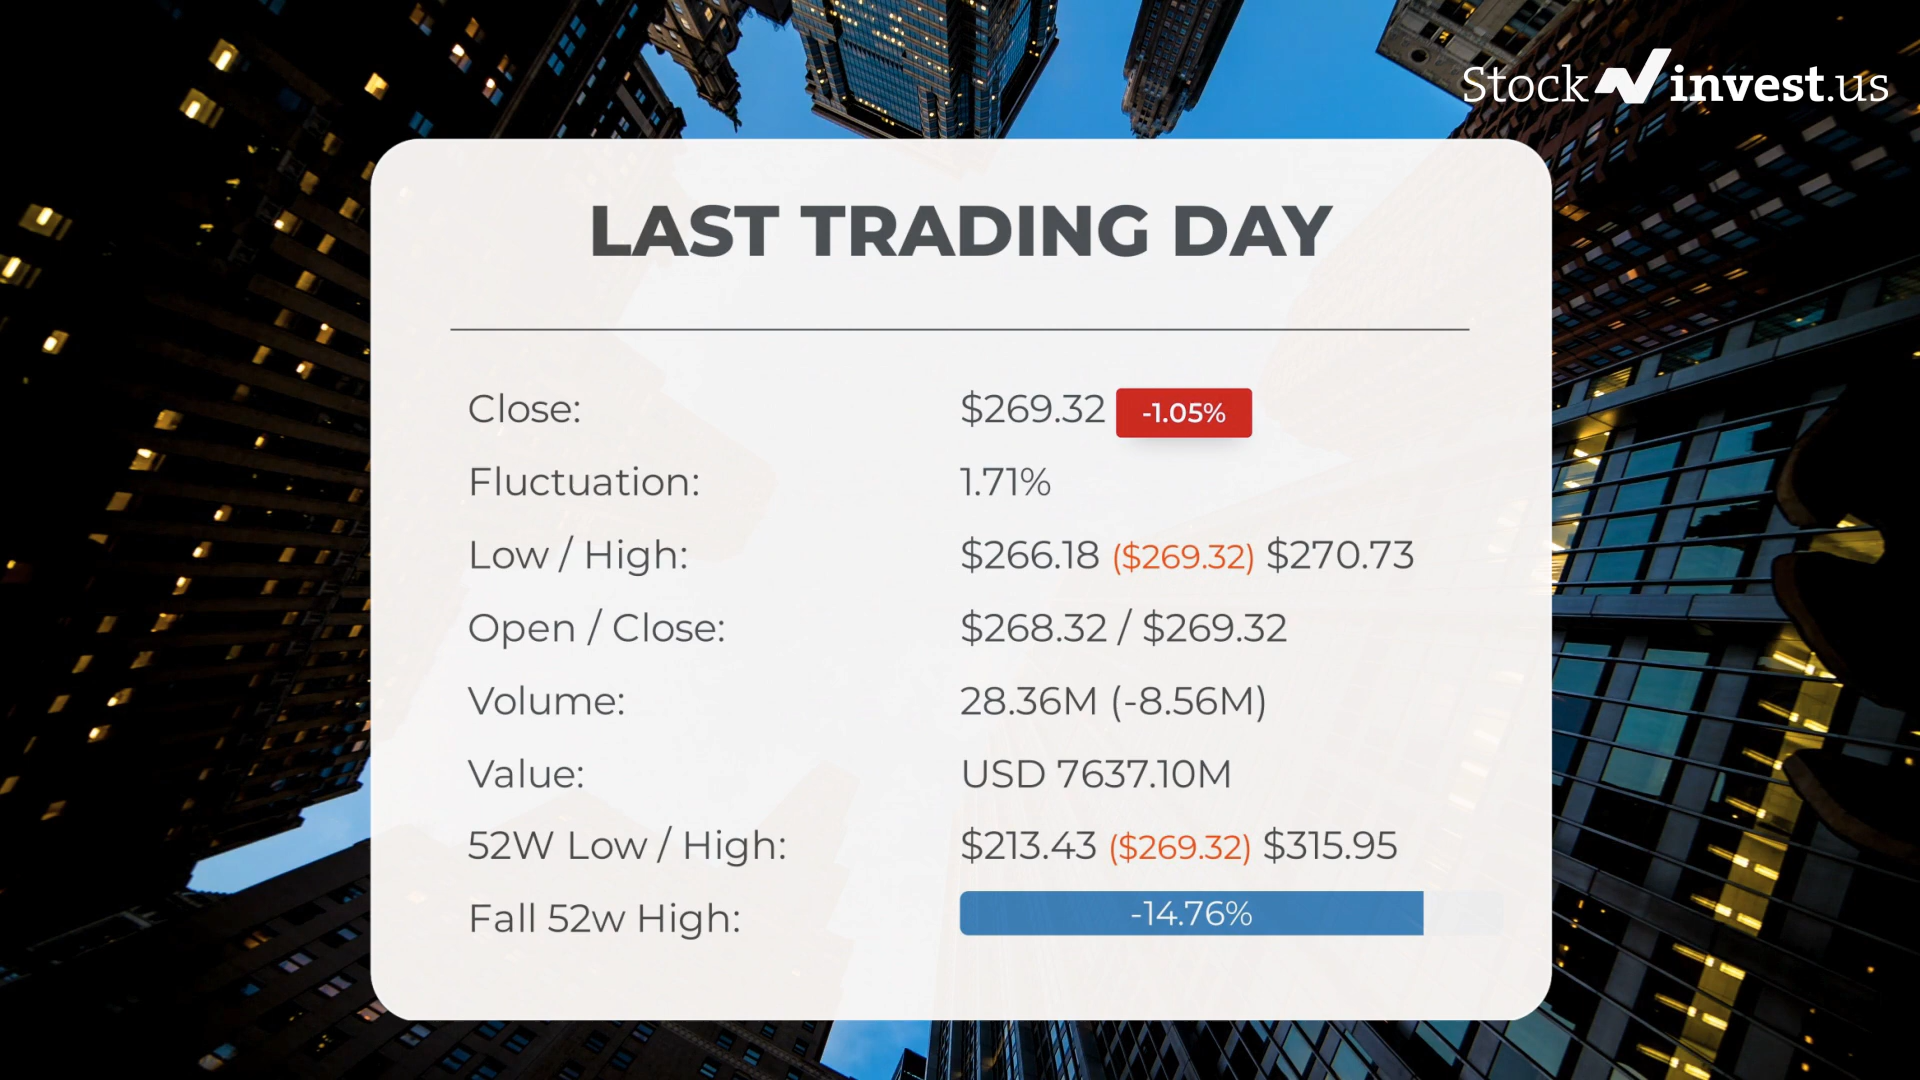 Stock invest.us
LAST TRADING DAY
Close: $269.32 -1.05%
Fluctuation: 1.71%
Low / High: $266.18 ($269.32) $270.73
Open / Close: $268.32 / $269.32
Volume: 28.36M (-8.56M)
Value: USD 7637.10M
52W Low / High: $213.43 ($269.32) $315.95
Fall 52w High: -14.76%